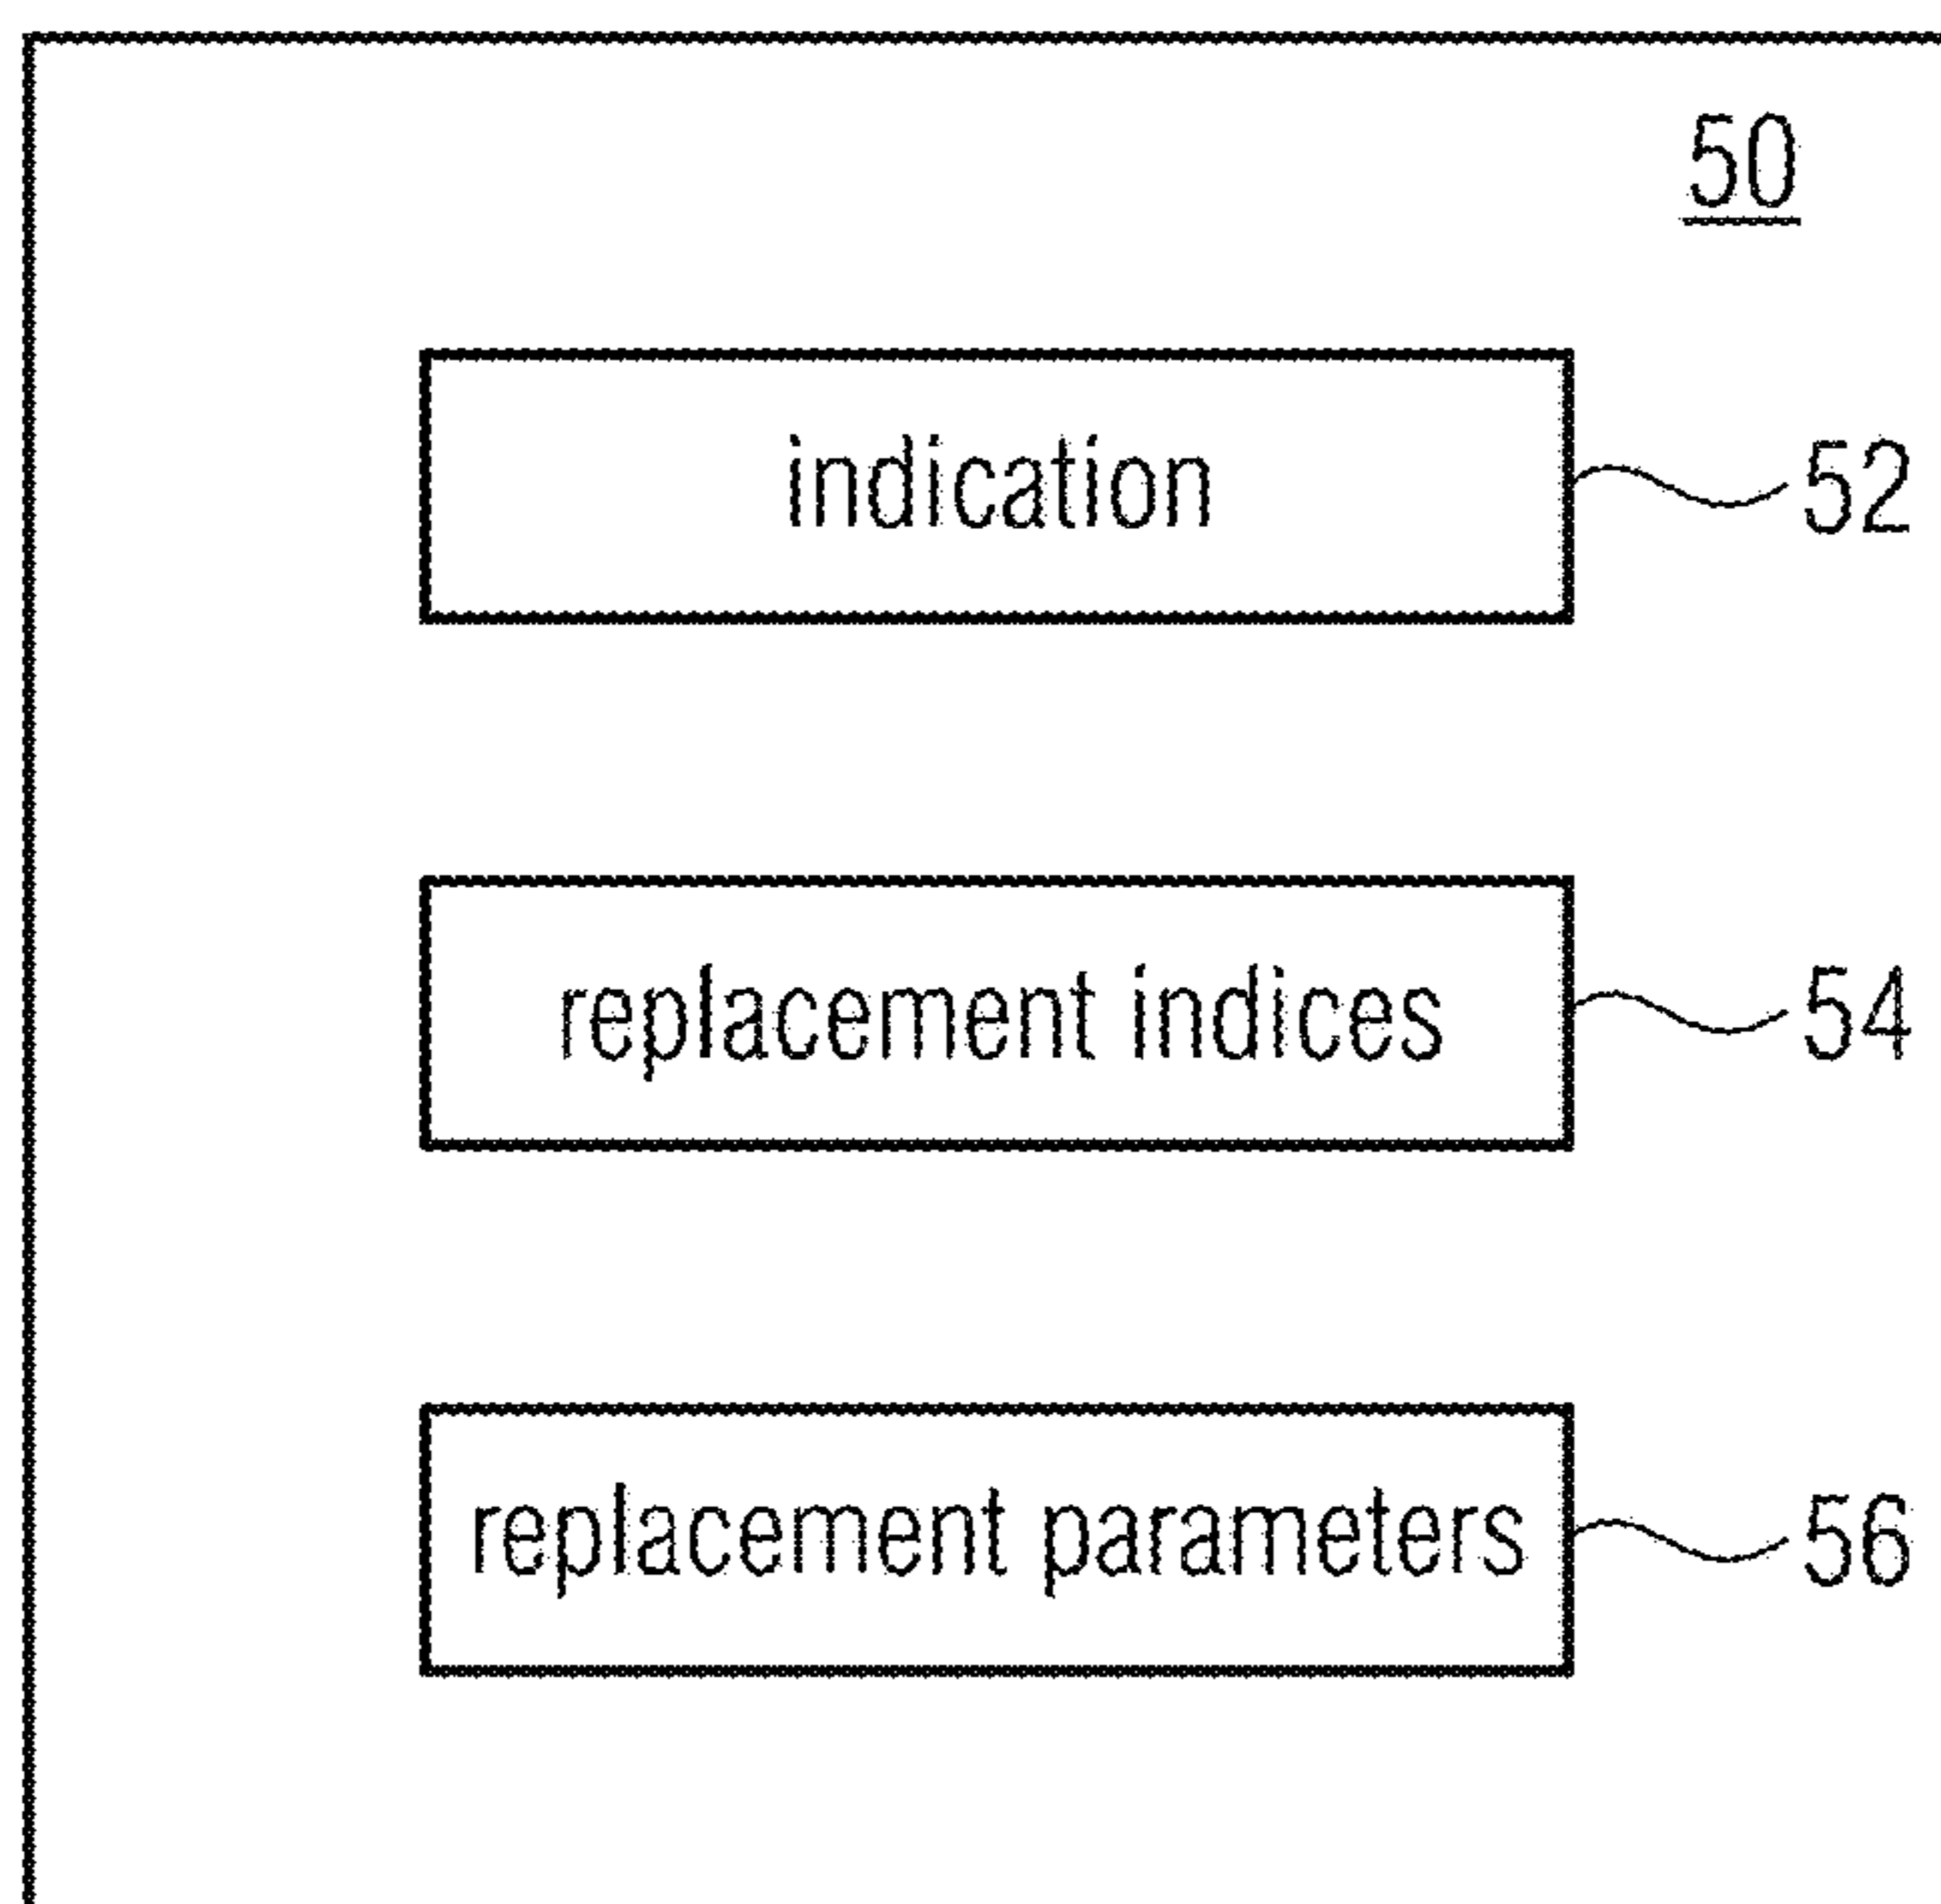 50
indication 52
replacement indices 54
replacement parameters 56